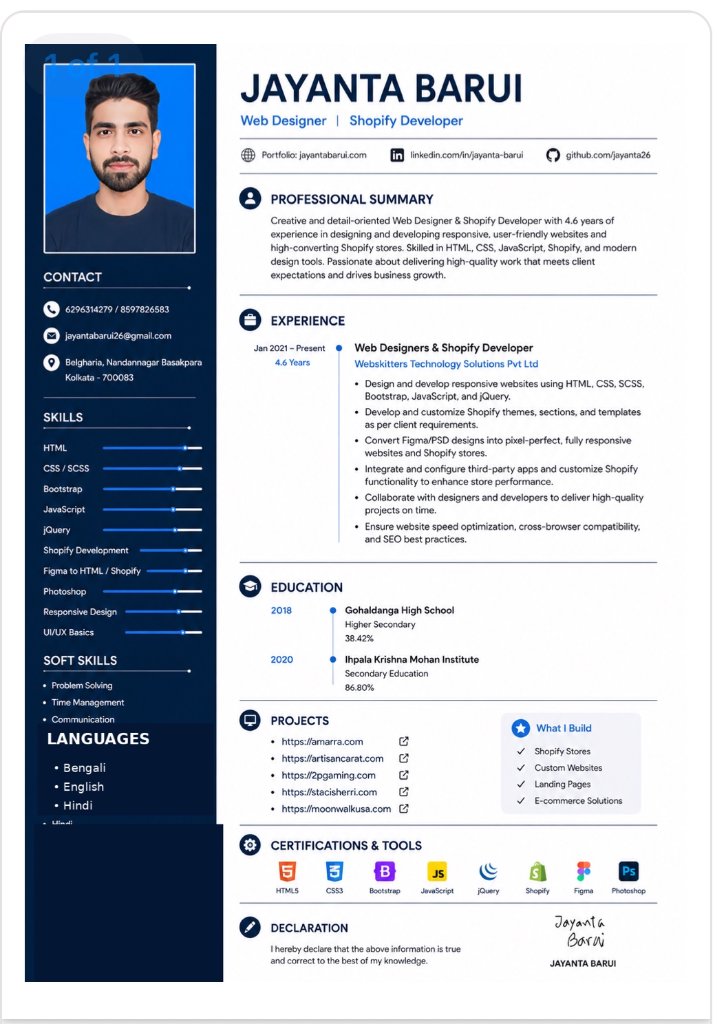 1 of 1
JAYANTA BARUI
Web Designer | Shopify Developer
Portfolio: jayantabarui.com
linkedin.com/in/jayanta-barui
github.com/jayanta26
CONTACT
6296314279 / 8597826583
jayantabarui26@gmail.com
Belgharia, Nandannagar Basakpara
Kolkata - 700083
SKILLS
HTML
CSS / SCSS
Bootstrap
JavaScript
jQuery
Shopify Development
Figma to HTML / Shopify
Photoshop
Responsive Design
UI/UX Basics
SOFT SKILLS
• Problem Solving
• Time Management
• Communication
LANGUAGES
• Bengali
• English
• Hindi
• Hindi
PROFESSIONAL SUMMARY
Creative and detail-oriented Web Designer & Shopify Developer with 4.6 years of
experience in designing and developing responsive, user-friendly websites and
high-converting Shopify stores. Skilled in HTML, CSS, JavaScript, Shopify, and modern
design tools. Passionate about delivering high-quality work that meets client
expectations and drives business growth.
EXPERIENCE
Jan 2021 – Present
4.6 Years
Web Designers & Shopify Developer
Webskitters Technology Solutions Pvt Ltd
• Design and develop responsive websites using HTML, CSS, SCSS,
Bootstrap, JavaScript, and jQuery.
• Develop and customize Shopify themes, sections, and templates
as per client requirements.
• Convert Figma/PSD designs into pixel-perfect, fully responsive
websites and Shopify stores.
• Integrate and configure third-party apps and customize Shopify
functionality to enhance store performance.
• Collaborate with designers and developers to deliver high-quality
projects on time.
• Ensure website speed optimization, cross-browser compatibility,
and SEO best practices.
EDUCATION
2018
Gohaldanga High School
Higher Secondary
38.42%
2020
Ihpala Krishna Mohan Institute
Secondary Education
86.80%
PROJECTS
• https://amarra.com
• https://artisancarat.com
• https://2pgaming.com
• https://stacisherri.com
• https://moonwalkusa.com
What I Build
Shopify Stores
Custom Websites
Landing Pages
E-commerce Solutions
CERTIFICATIONS & TOOLS
HTML5
CSS3
Bootstrap
JavaScript
jQuery
Shopify
Figma
Photoshop
DECLARATION
I hereby declare that the above information is true
and correct to the best of my knowledge.
Jayanta
Barui
JAYANTA BARUI